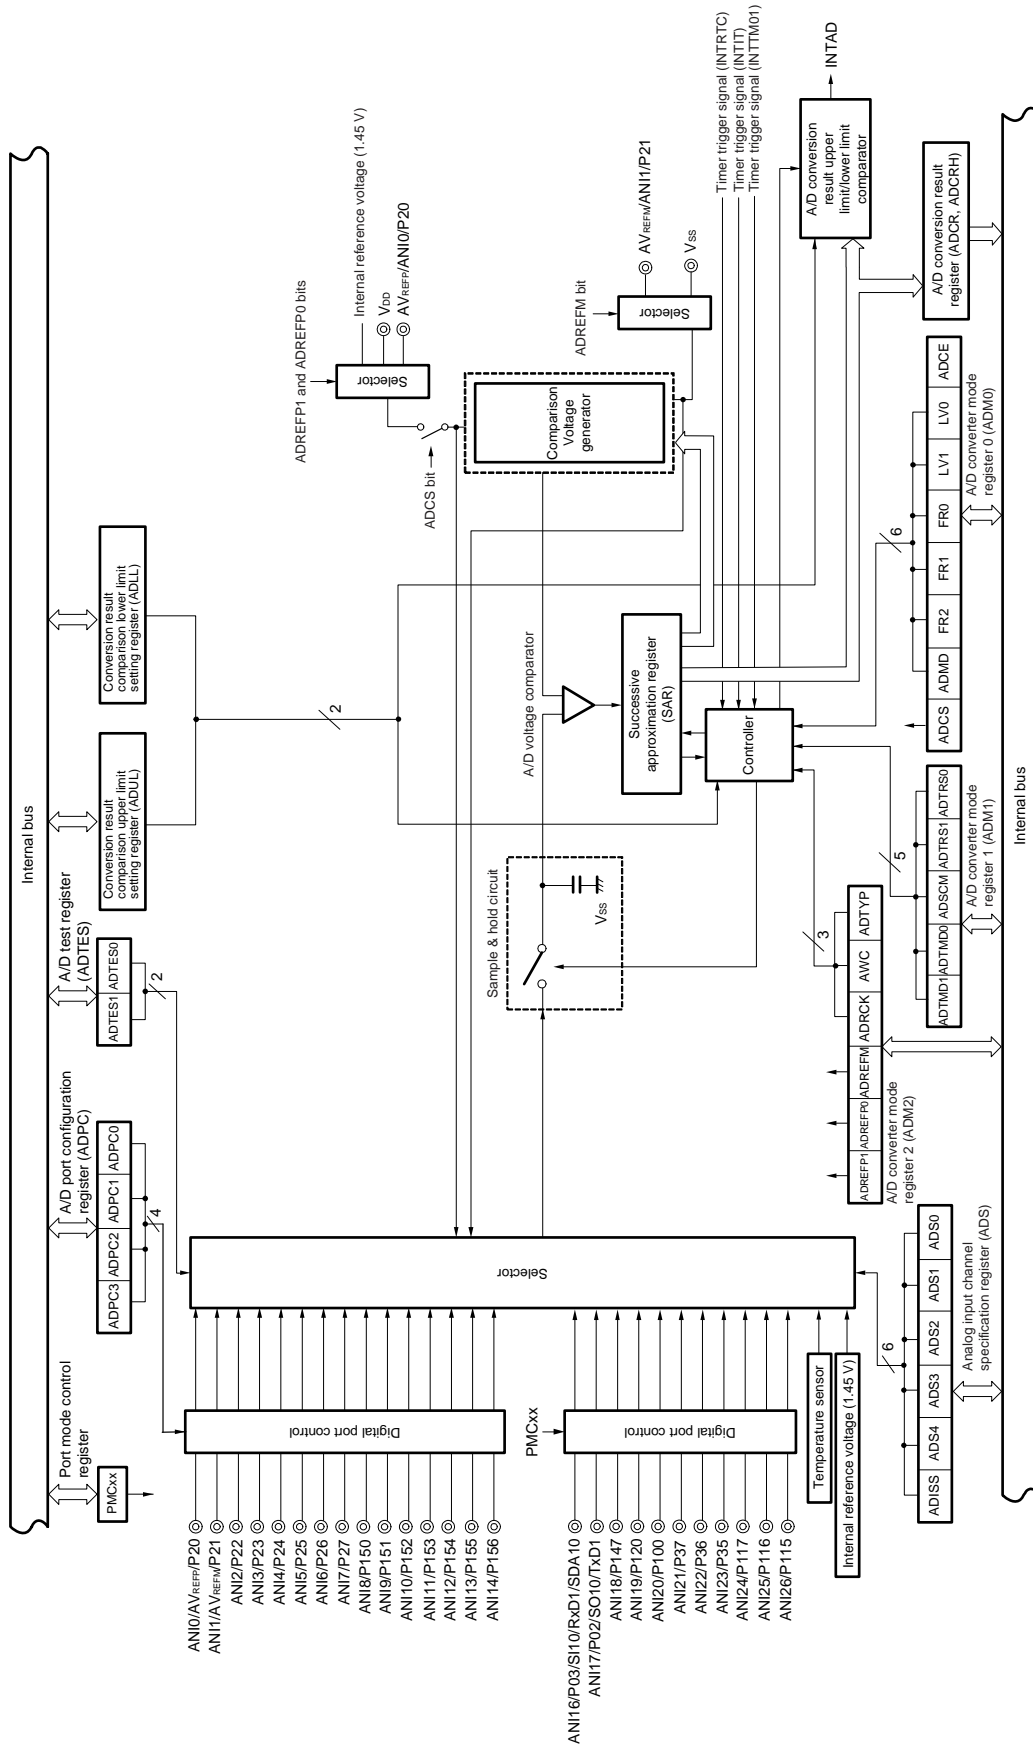 Internal bus
Port mode control
register
PMCxx
A/D port configuration
register (ADPC)
ADPC3
ADPC2
ADPC1
ADPC0
4
A/D test register
(ADTES)
ADTES1
ADTES0
2
Conversion result
comparison upper limit
setting register (ADUL)
Conversion result
comparison lower limit
setting register (ADLL)
2
ADREFP1 and ADREFP0 bits
Internal reference voltage (1.45 V)
VDD
AVREFP/ANI0/P20
Selector
ADCS bit
Comparison
Voltage
generator
ADREFM bit
Selector
AVREFM/ANI1/P21
VSS
ANI0/AVREFP/P20
ANI1/AVREFM/P21
ANI2/P22
ANI3/P23
ANI4/P24
ANI5/P25
ANI6/P26
ANI7/P27
ANI8/P150
ANI9/P151
ANI10/P152
ANI11/P153
ANI12/P154
ANI13/P155
ANI14/P156
Digital port control
Selector
Sample & hold circuit
VSS
A/D voltage comparator
Successive
approximation register
(SAR)
Controller
Timer trigger signal (INTRTC)
Timer trigger signal (INTIT)
Timer trigger signal (INTTM01)
A/D conversion
result upper
limit/lower limit
comparator
INTAD
A/D conversion result
register (ADCR, ADCRH)
PMCxx
ANI16/P03/SI10/RxD1/SDA10
ANI17/P02/SO10/TxD1
ANI18/P147
ANI19/P120
ANI20/P100
ANI21/P37
ANI22/P36
ANI23/P35
ANI24/P117
ANI25/P116
ANI26/P115
Digital port control
Temperature sensor
Internal reference voltage (1.45 V)
6
ADISS
ADS4
ADS3
ADS2
ADS1
ADS0
Analog input channel
specification register (ADS)
3
ADREFP1
ADREFP0
ADREFM
ADRCK
AWC
ADTYP
A/D converter mode
register 2 (ADM2)
5
ADTMD1
ADTMD0
ADSCM
ADTRS1
ADTRS0
A/D converter mode
register 1 (ADM1)
6
ADCS
ADMD
FR2
FR1
FR0
LV1
LV0
ADCE
A/D converter mode
register 0 (ADM0)
Internal bus